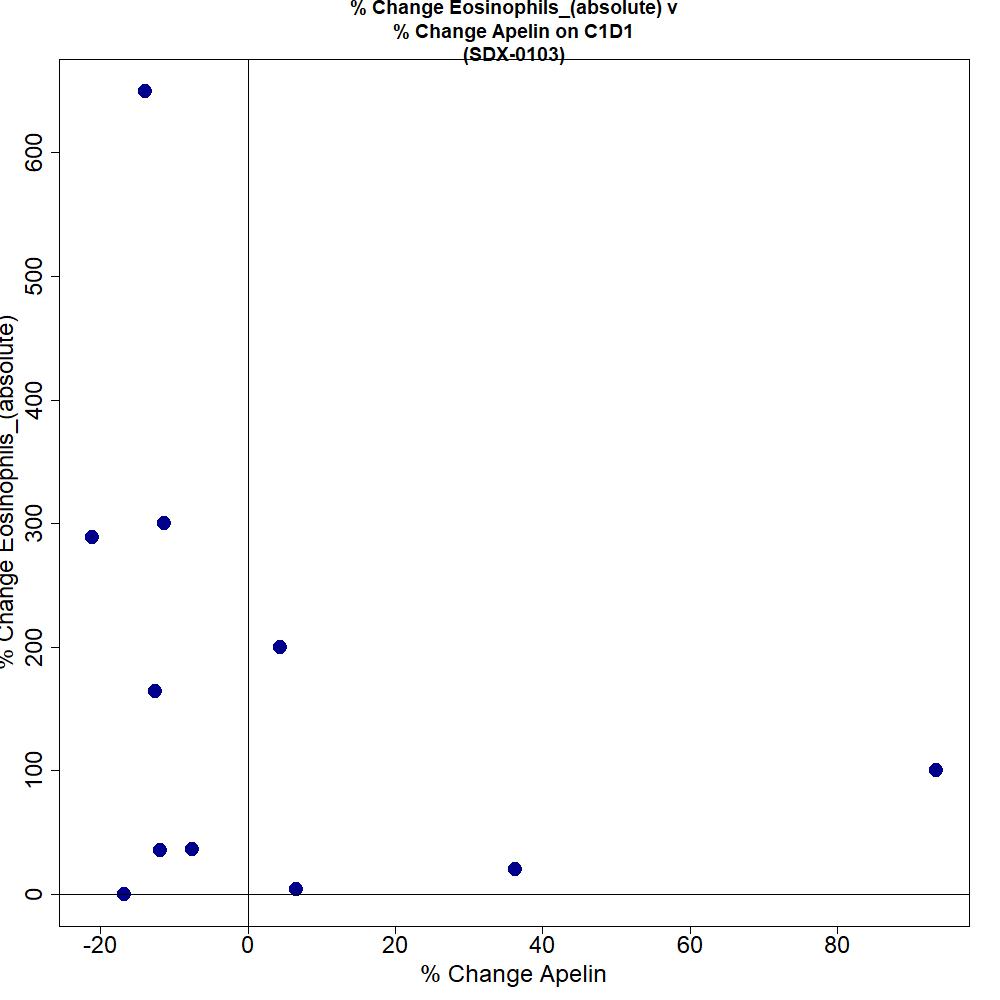 % Change Eosinophils_(absolute) v
% Change Apelin on C1D1
(SDX-0103)
% Change Eosinophils_(absolute)
600
500
400
300
200
100
0
-20
0
20
40
60
80
% Change Apelin